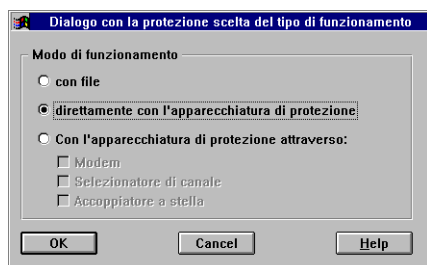 Dialogo con la protezione scelta del tipo di funzionamento
Modo di funzionamento
con file
direttamente con l'apparecchiatura di protezione
Con l'apparecchiatura di protezione attraverso:
Modem
Selezionatore di canale
Accoppiatore a stella
OK Cancel Help